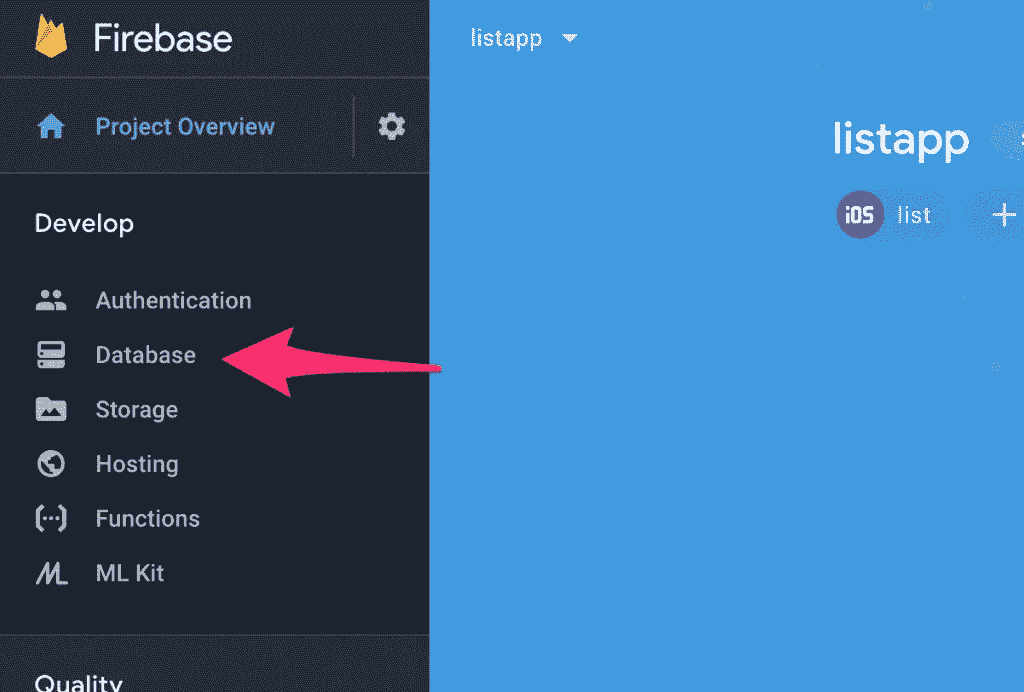 Firebase
listapp
Project Overview
listapp
iOS list
Develop
Authentication
Database
Storage
Hosting
Functions
ML Kit
Quality